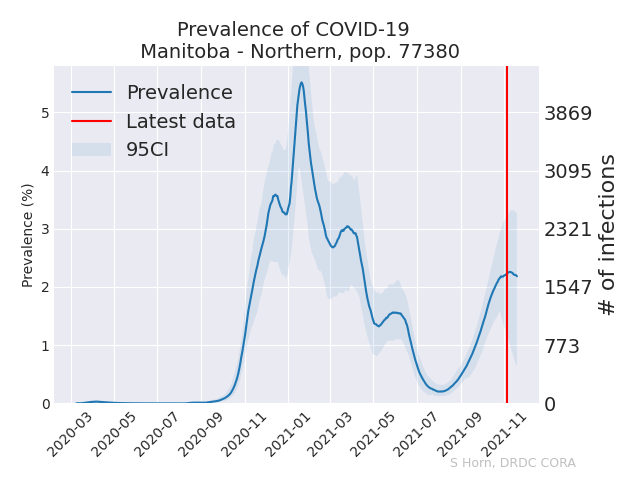 Prevalence of COVID-19
Manitoba - Northern, pop. 77380
Prevalence
Latest data
95CI
Prevalence (%)
5
4
3
2
1
0
3869
3095
2321
1547
773
0
# of infections
2020-03
2020-05
2020-07
2020-09
2020-11
2021-01
2021-03
2021-05
2021-07
2021-09
2021-11
S Horn, DRDC CORA